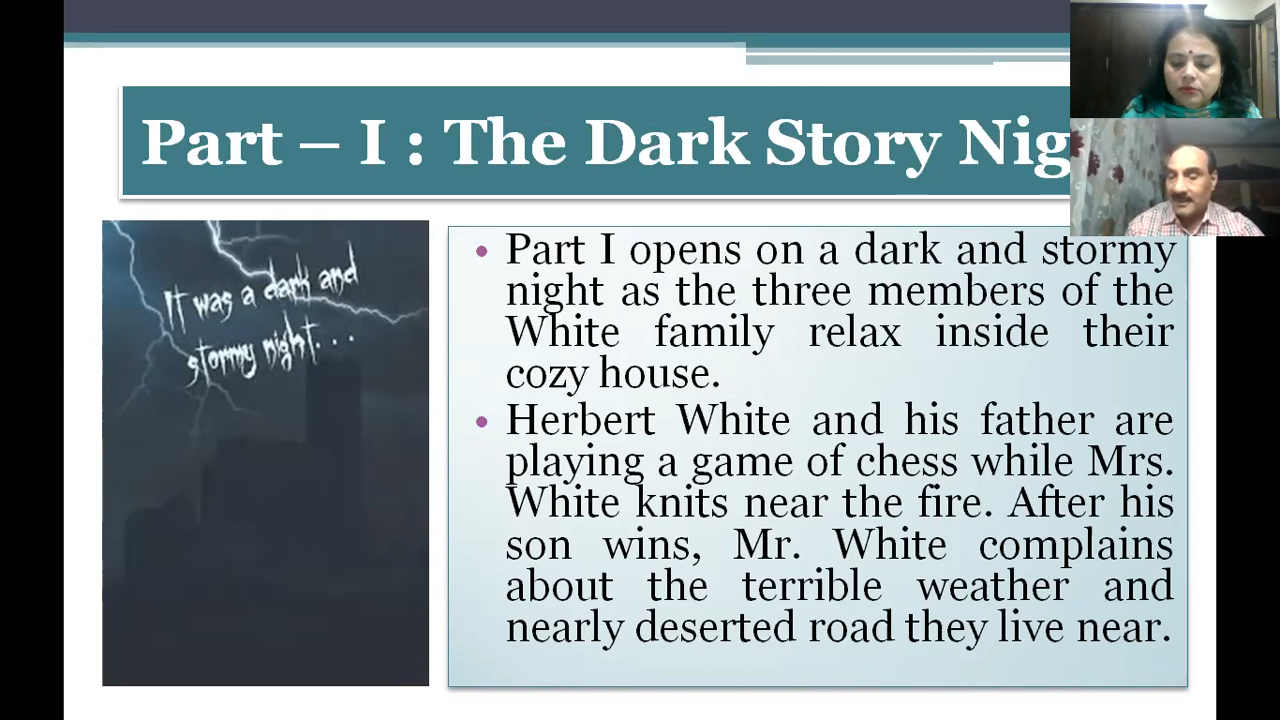 Part – I : The Dark Story Nig
It was a dark and
stormy night. . .
• Part I opens on a dark and stormy
night as the three members of the
White family relax inside their
cozy house.
• Herbert White and his father are
playing a game of chess while Mrs.
White knits near the fire. After his
son wins, Mr. White complains
about the terrible weather and
nearly deserted road they live near.